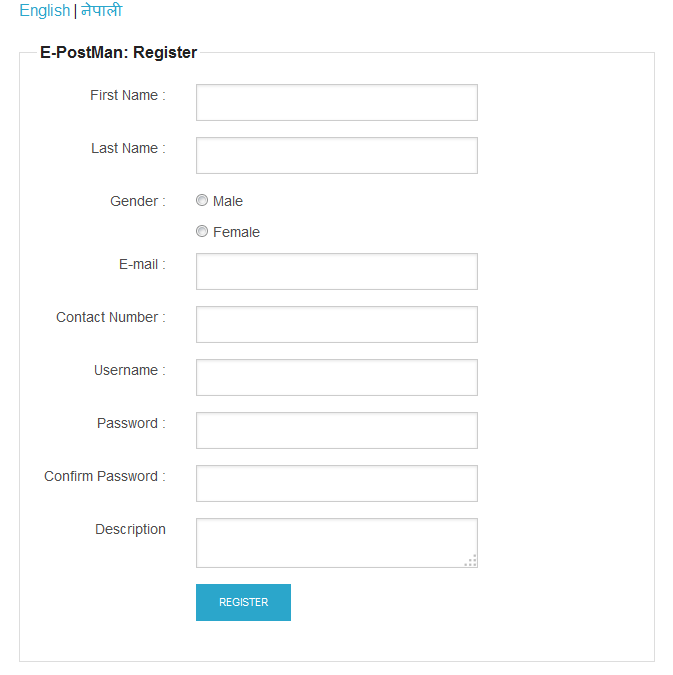 English | नेपाली
E-PostMan: Register
First Name :
Last Name :
Gender : Male
Female
E-mail :
Contact Number :
Username :
Password :
Confirm Password :
Description
REGISTER